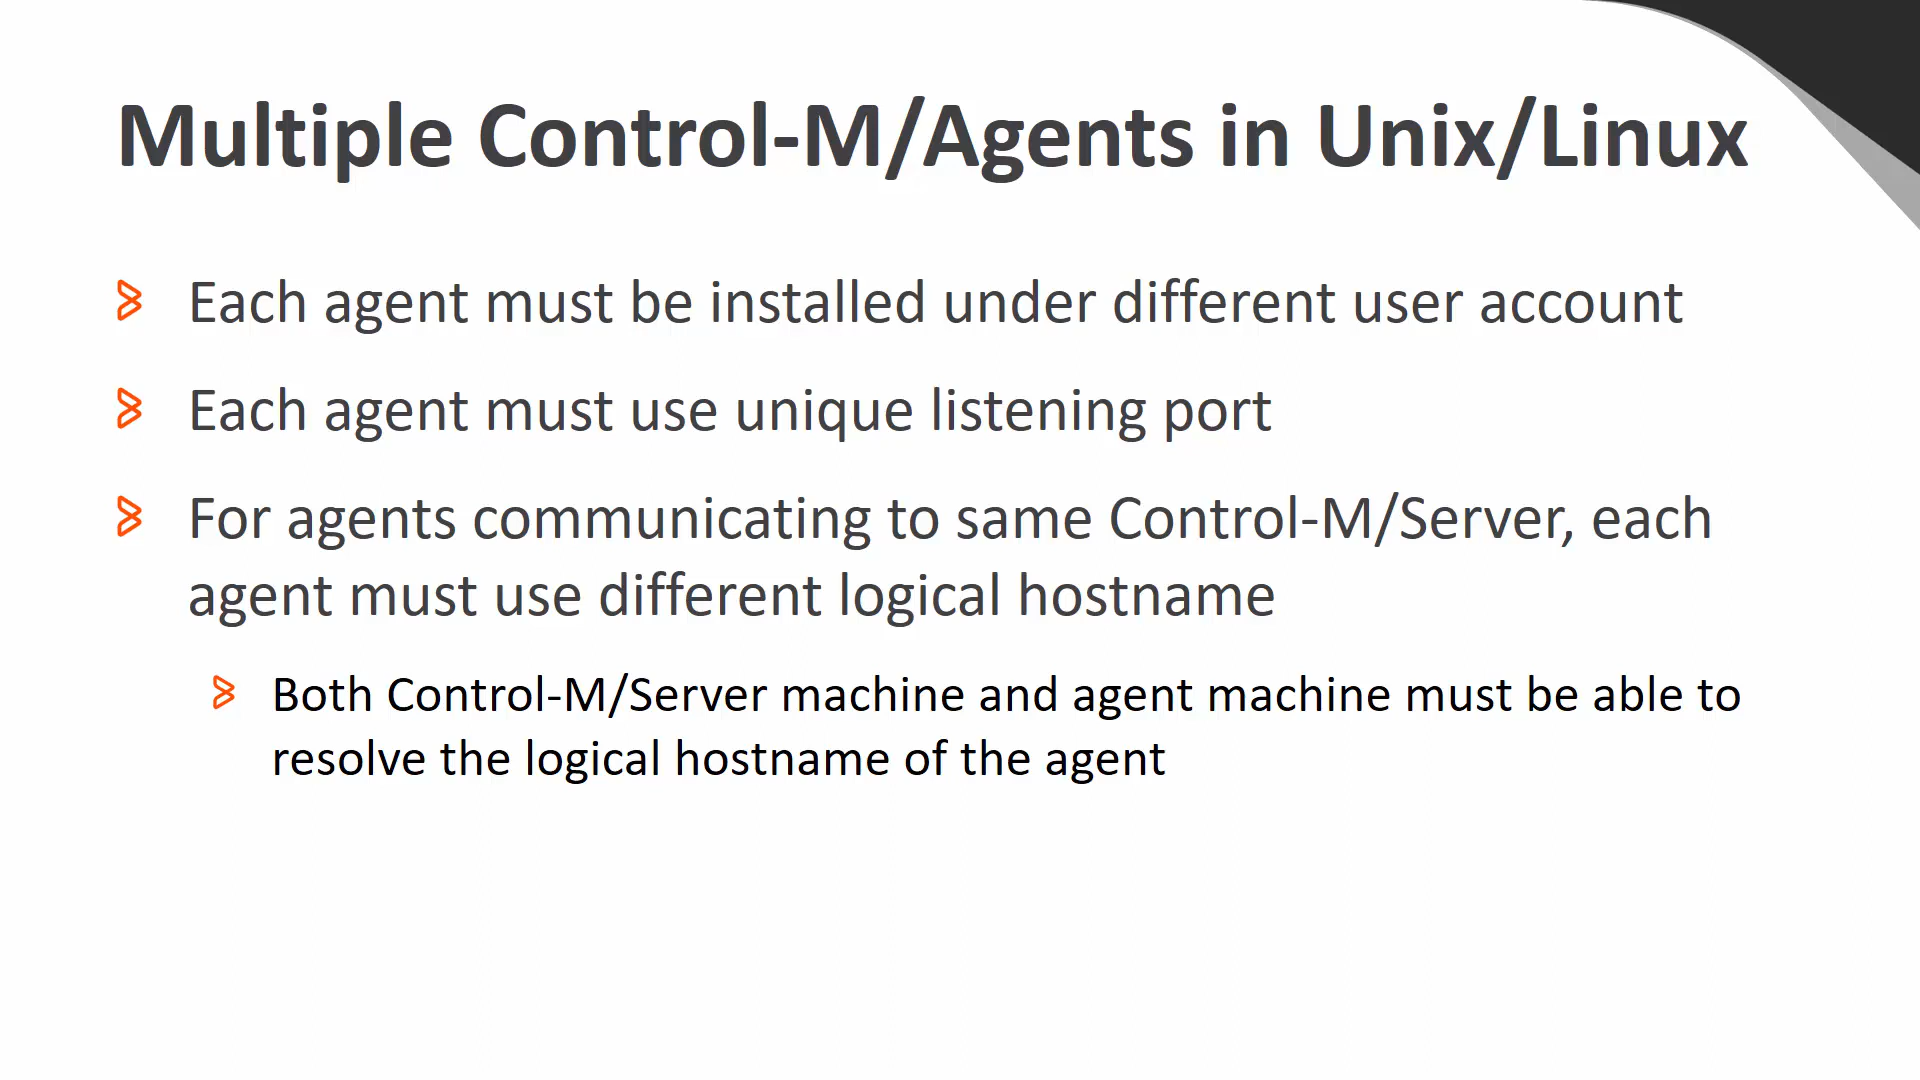 Multiple Control-M/Agents in Unix/Linux
Each agent must be installed under different user account
Each agent must use unique listening port
For agents communicating to same Control-M/Server, each
agent must use different logical hostname
Both Control-M/Server machine and agent machine must be able to
resolve the logical hostname of the agent